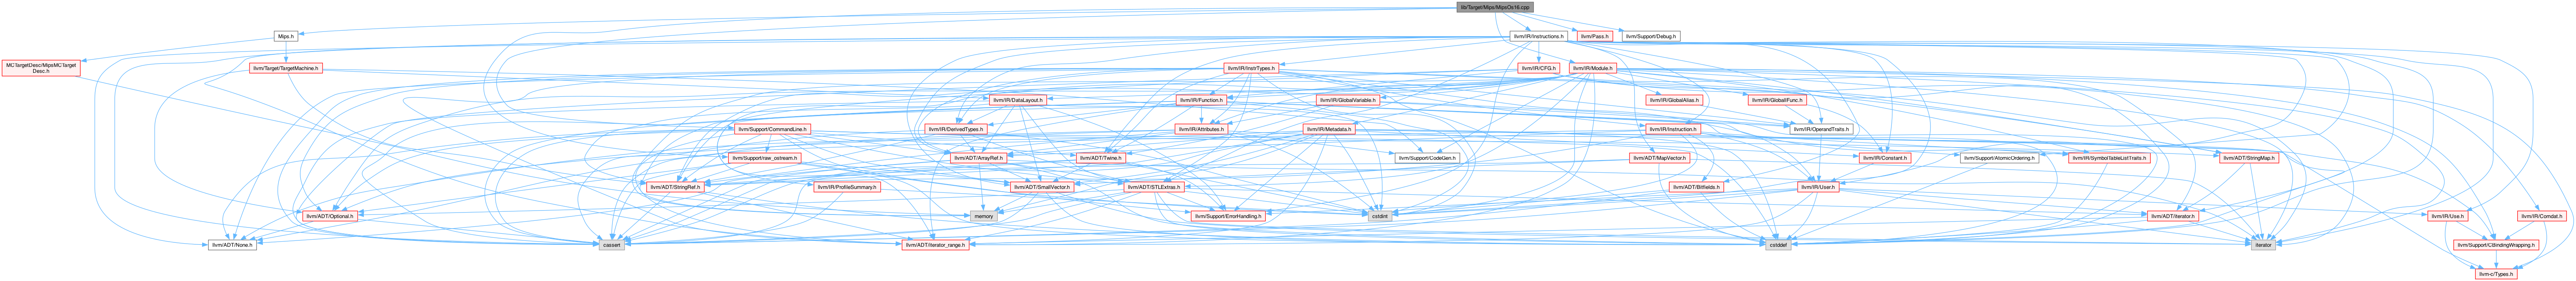 lib/Target/Mips/MipsOs16.cpp
Mips.h
llvm/IR/Instructions.h
llvm/Pass.h
llvm/Support/Debug.h
MCTargetDesc/MipsMCTarget
Desc.h
llvm/Target/TargetMachine.h
llvm/IR/InstrTypes.h
llvm/IR/CFG.h
llvm/IR/Module.h
llvm/IR/DataLayout.h
llvm/IR/Function.h
llvm/IR/GlobalVariable.h
llvm/IR/GlobalAlias.h
llvm/IR/GlobalIFunc.h
llvm/Support/CommandLine.h
llvm/IR/DerivedTypes.h
llvm/IR/Attributes.h
llvm/IR/Metadata.h
llvm/IR/Instruction.h
llvm/IR/OperandTraits.h
llvm/Support/raw_ostream.h
llvm/ADT/ArrayRef.h
llvm/ADT/Twine.h
llvm/Support/CodeGen.h
llvm/ADT/MapVector.h
llvm/IR/Constant.h
llvm/Support/AtomicOrdering.h
llvm/IR/SymbolTableListTraits.h
llvm/ADT/StringMap.h
llvm/ADT/StringRef.h
llvm/IR/ProfileSummary.h
llvm/ADT/SmallVector.h
llvm/ADT/STLExtras.h
llvm/ADT/Bitfields.h
llvm/IR/User.h
llvm/ADT/Optional.h
memory
llvm/Support/ErrorHandling.h
cstdint
llvm/ADT/iterator.h
llvm/IR/Use.h
llvm/IR/Comdat.h
llvm/ADT/None.h
cassert
llvm/ADT/iterator_range.h
cstddef
iterator
llvm/Support/CBindingWrapping.h
llvm-c/Types.h